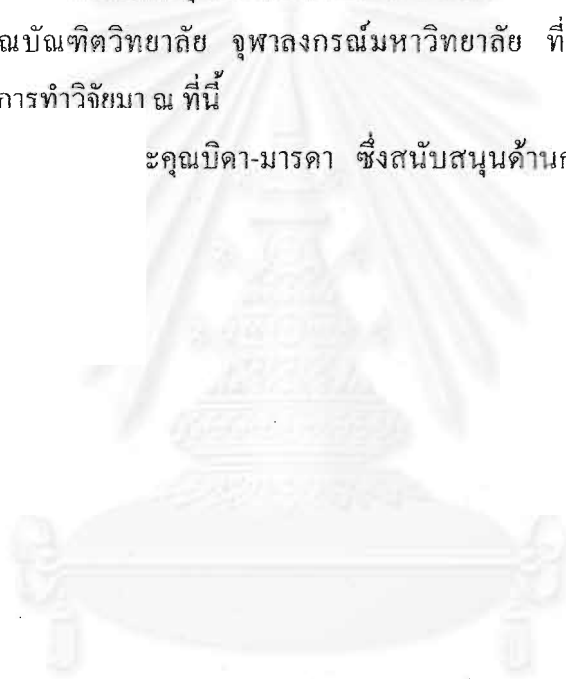 ณบัณฑิตวิทยาลัย จุฬาลงกรณ์มหาวิทยาลัย ที่
การทำวิจัยมา ณ ที่นี้
ะคุณบิดา-มารดา ซึ่งสนับสนุนด้าน